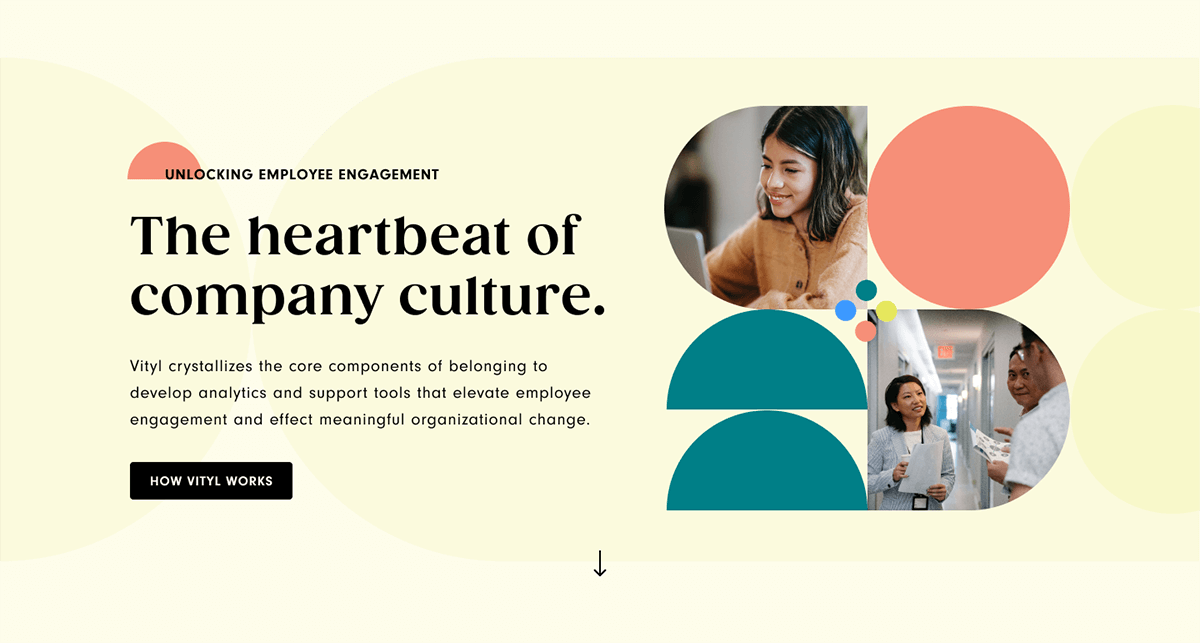 UNLOCKING EMPLOYEE ENGAGEMENT
The heartbeat of
company culture.
Vityl crystallizes the core components of belonging to
develop analytics and support tools that elevate employee
engagement and effect meaningful organizational change.
HOW VITYL WORKS